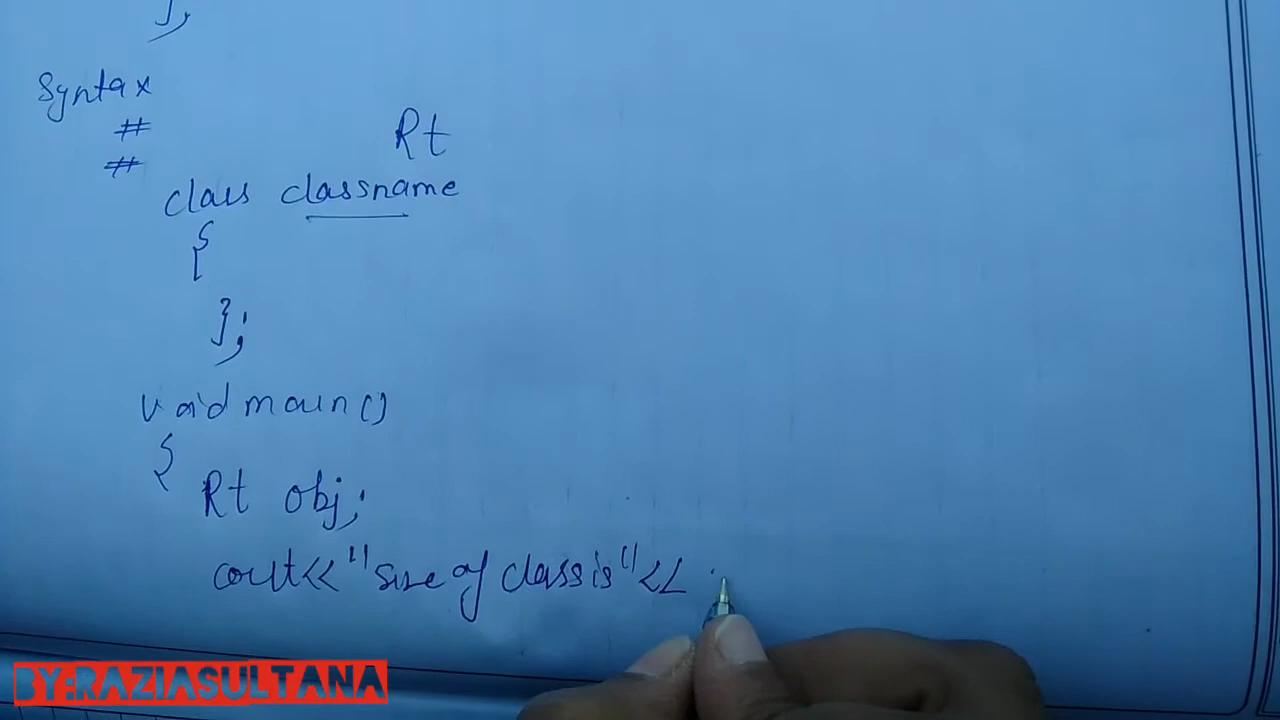 };
Syntax
#
#
Rt
class classname
{
};
void main()
{
Rt obj;
cout<<"size of class is"<<
BY:RAZIASULTANA